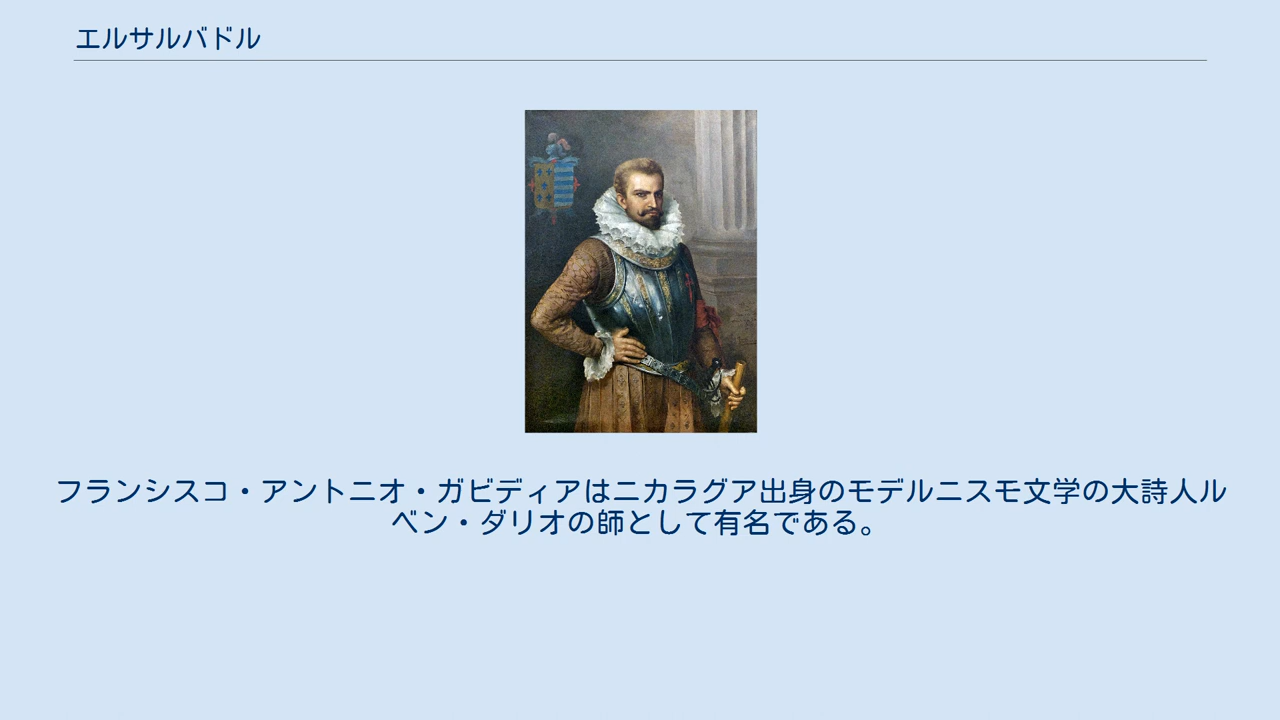 エルサルバドル
フランシスコ・アントニオ・ガビディアはニカラグア出身のモデルニスモ文学の大詩人ル
ベン・ダリオの師として有名である。